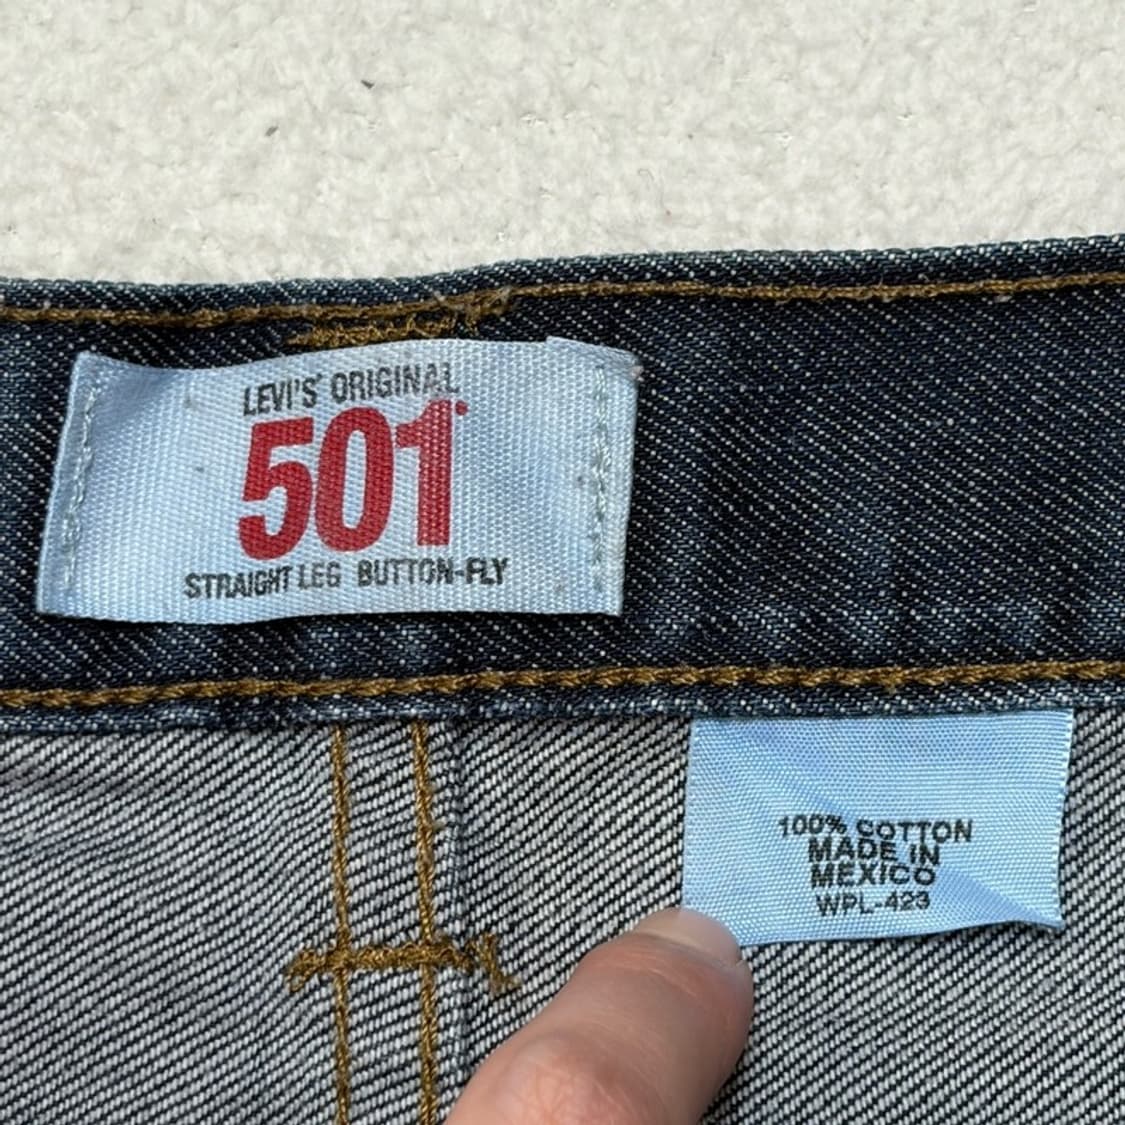 LEVI'S® ORIGINAL
501®
STRAIGHT LEG BUTTON-FLY
100% COTTON
MADE IN
MEXICO
WPL-423